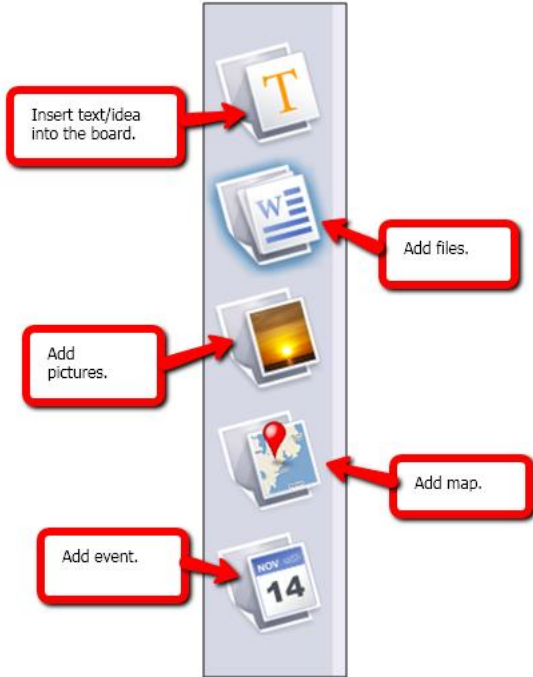 T
Insert text/idea
into the board.
W
Add files.
Add
pictures.
Add map.
Add event.
NOV
14